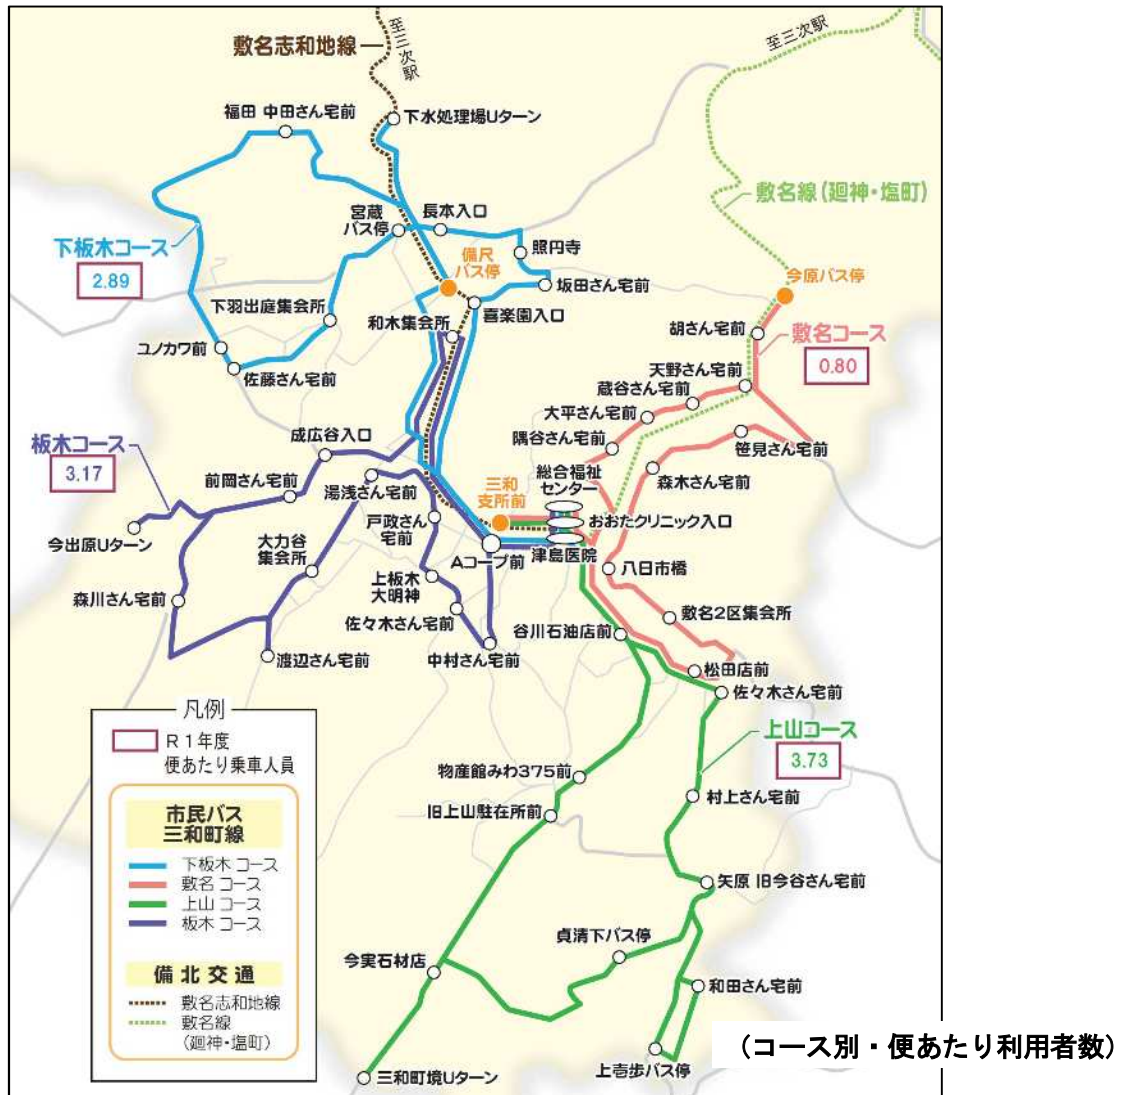 敷名志和地線
至三次駅
至三次駅
福田 中田さん宅前
下水処理場Uターン
敷名線(廻神・塩町)
宮蔵
バス停
長本入口
下板木コース
2.89
備尺
バス停
照円寺
今原バス停
坂田さん宅前
下羽出庭集会所
喜楽園入口
和木集会所
胡さん宅前
敷名コース
0.80
ユノカワ前
佐藤さん宅前
天野さん宅前
蔵谷さん宅前
大平さん宅前
成広谷入口
板木コース
3.17
隅谷さん宅前
笹見さん宅前
前岡さん宅前
湯浅さん宅前
三和
支所前
総合福祉
センター
森木さん宅前
おおたクリニック入口
今出原Uターン
大力谷
集会所
戸政さん
宅前
Aコープ前
津島医院
八日市橋
上板木
大明神
森川さん宅前
佐々木さん宅前
敷名2区集会所
谷川石油店前
渡辺さん宅前
中村さん宅前
松田店前
佐々木さん宅前
上山コース
3.73
物産館みわ375前
旧上山駐在所前
村上さん宅前
矢原 旧今谷さん宅前
貞清下バス停
今実石材店
和田さん宅前
上壱歩バス停
三和町境Uターン
凡例
R1年度
便あたり乗車人員
市民バス
三和町線
下板木 コース
敷名 コース
上山 コース
板木 コース
備北交通
敷名志和地線
敷名線
(廻神・塩町)
(コース別・便あたり利用者数)